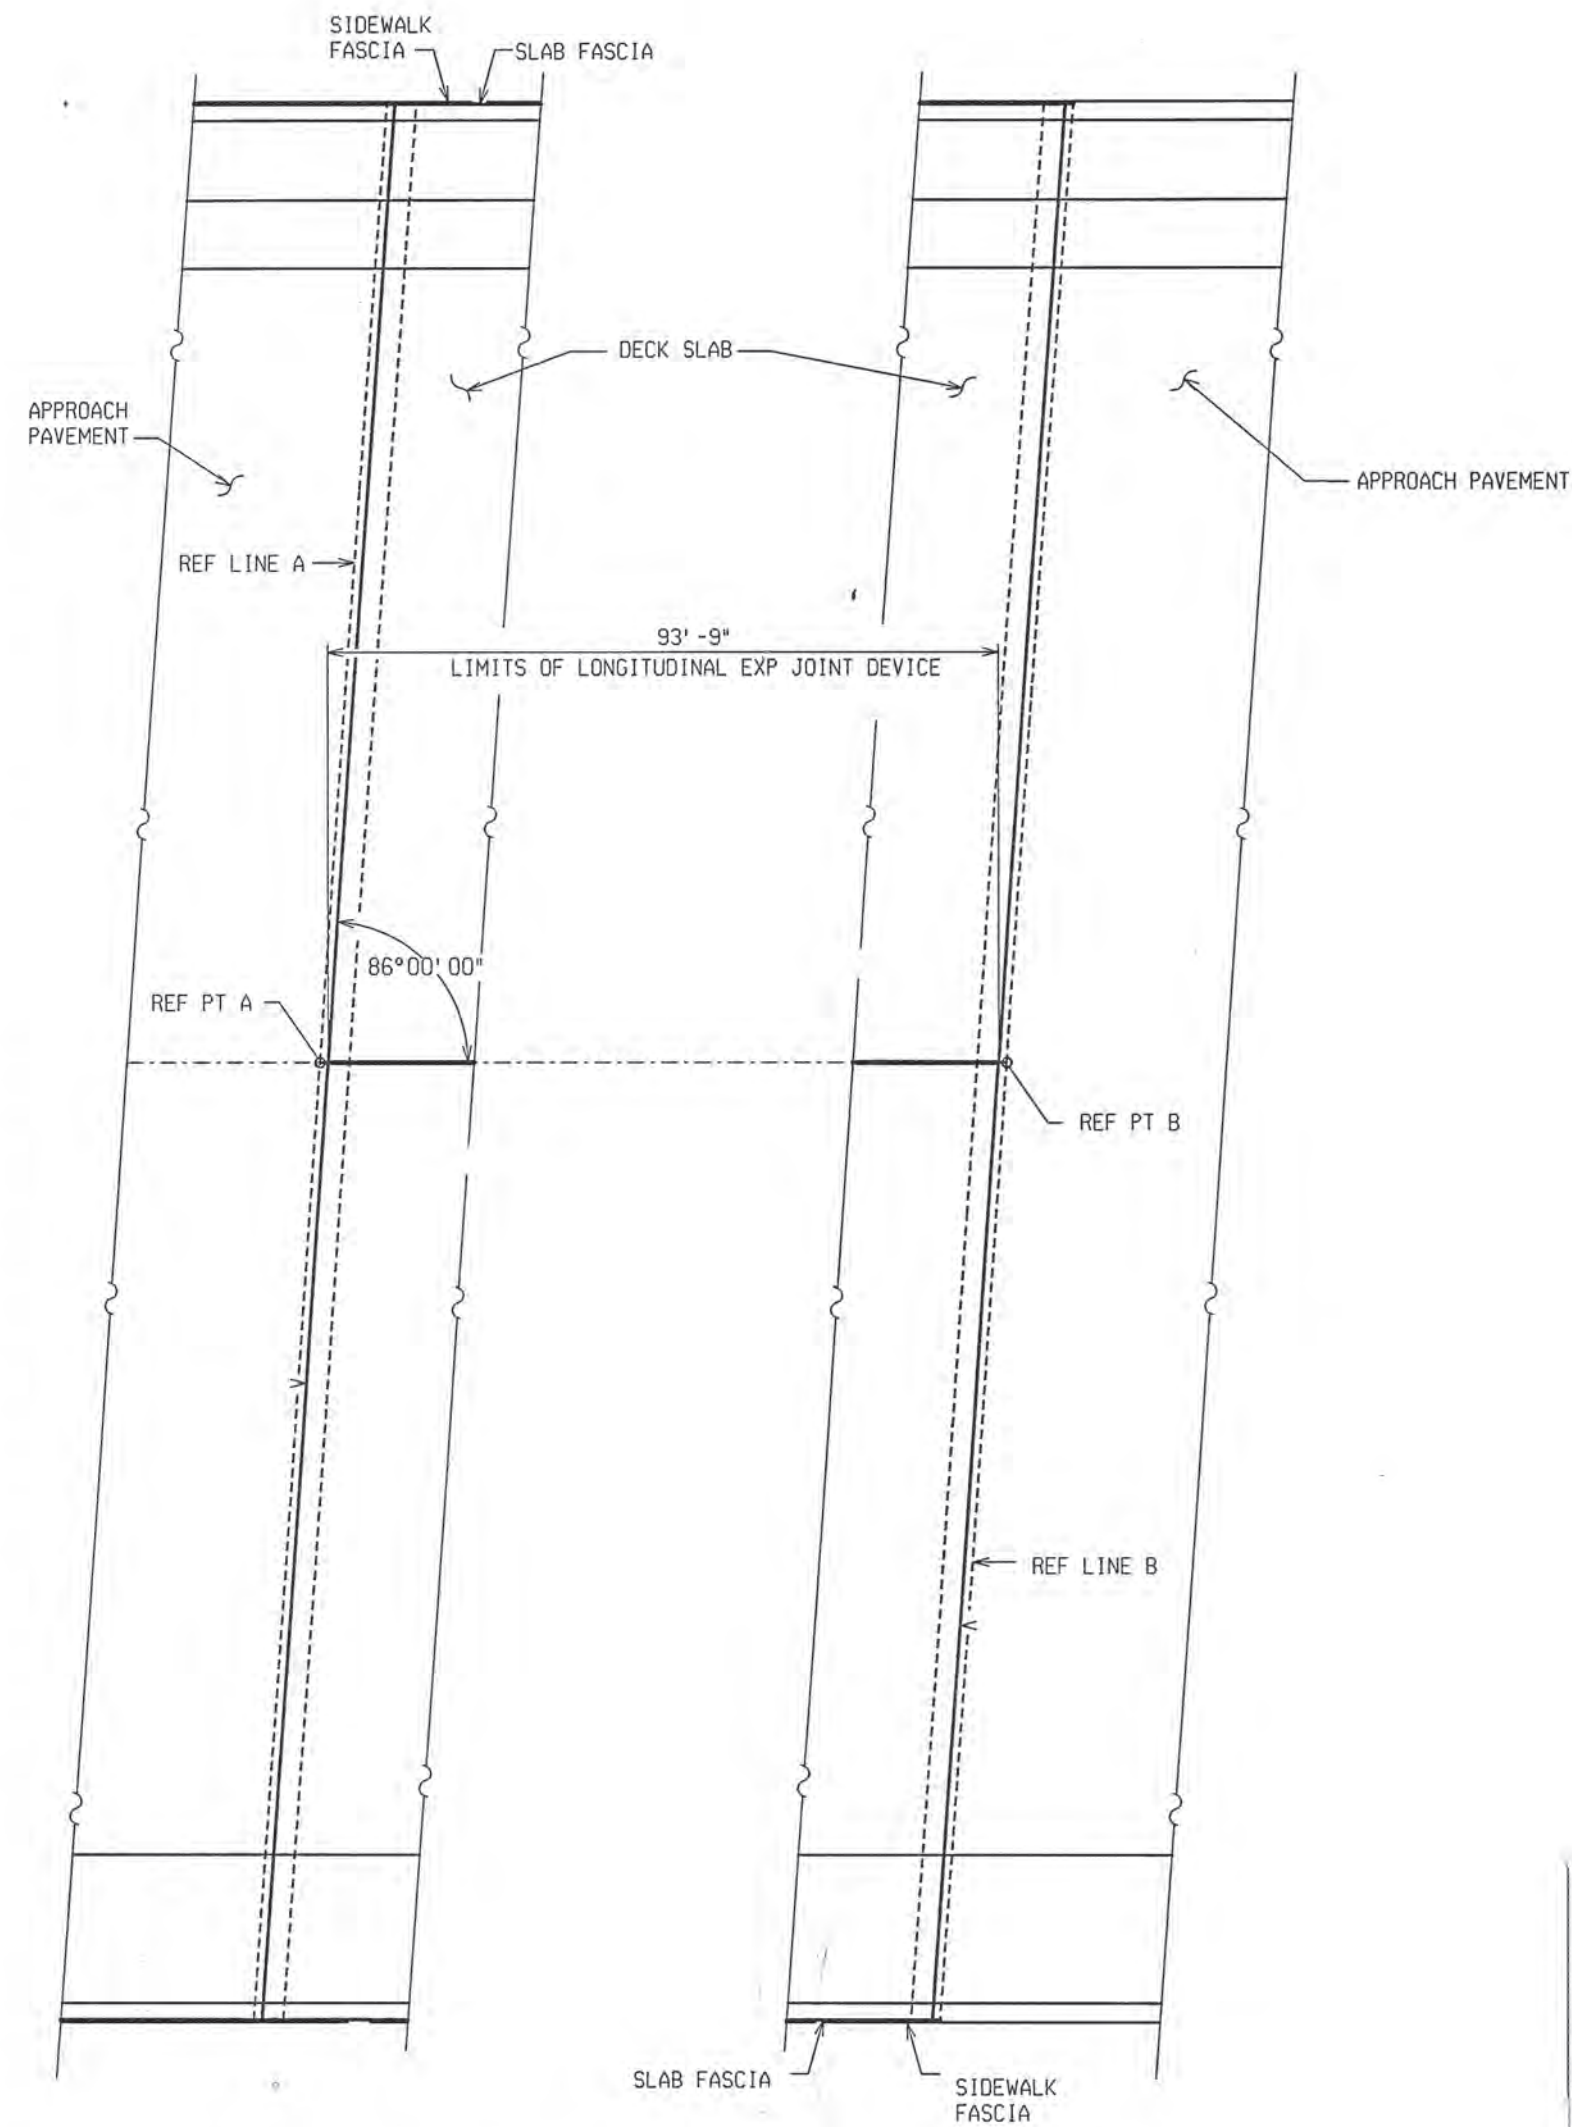 SIDEWALK
FASCIA
SLAB FASCIA
DECK SLAB
APPROACH
PAVEMENT
APPROACH PAVEMENT
REF LINE A
93'-9"
LIMITS OF LONGITUDINAL EXP JOINT DEVICE
86°00'00"
REF PT A
REF PT B
REF LINE B
SLAB FASCIA
SIDEWALK
FASCIA